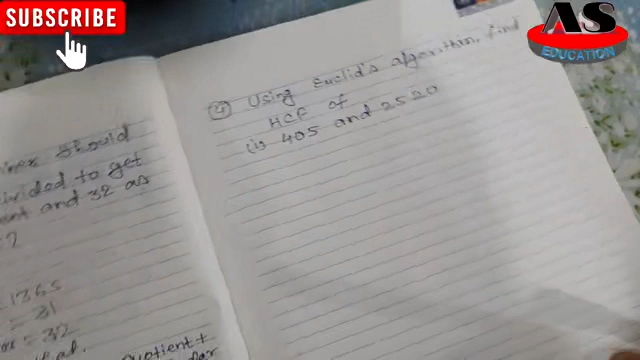 SUBSCRIBE
AS
EDUCATION
④ Using Euclid's algorithm, find
HCF of
(i) 405 and 2520
should
divided to get
and 32 as
?
1365
= 31
= 32
Quotient +